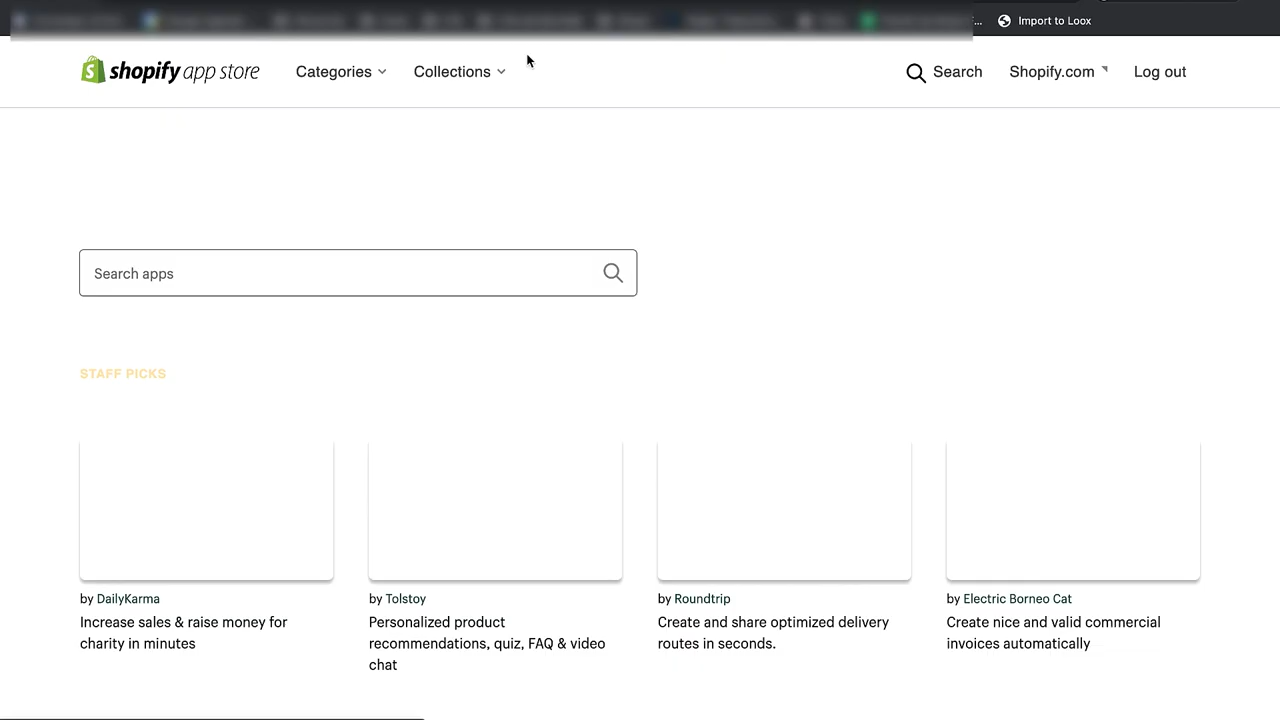 ... Import to Loox
shopify app store Categories Collections Search Shopify.com Log out
Search apps
STAFF PICKS
by DailyKarma
Increase sales & raise money for
charity in minutes
by Tolstoy
Personalized product
recommendations, quiz, FAQ & video
chat
by Roundtrip
Create and share optimized delivery
routes in seconds.
by Electric Borneo Cat
Create nice and valid commercial
invoices automatically